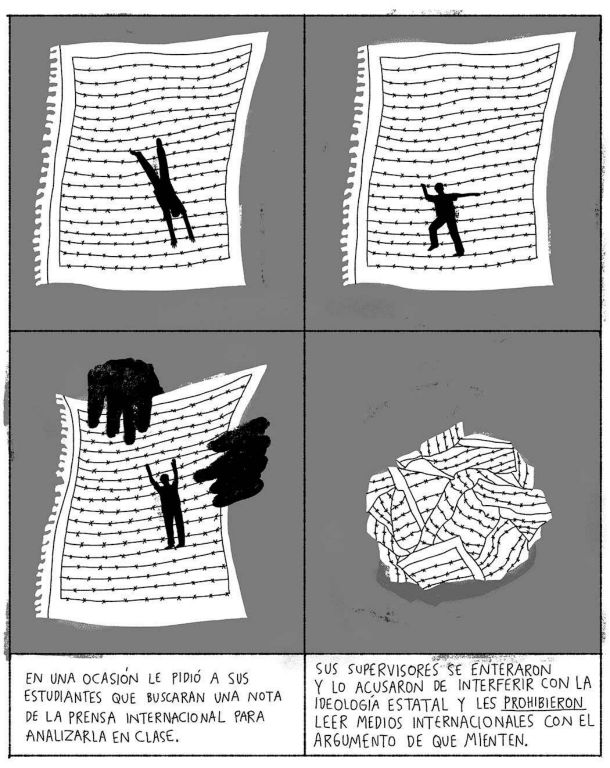 EN UNA OCASIÓN LE PIDIÓ A SUS
ESTUDIANTES QUE BUSCARAN UNA NOTA
DE LA PRENSA INTERNACIONAL PARA
ANALIZARLA EN CLASE.
SUS SUPERVISORES SE ENTERARON
Y LO ACUSARON DE INTERFERIR CON LA
IDEOLOGÍA ESTATAL Y LES PROHIBIERON
LEER MEDIOS INTERNACIONALES CON EL
ARGUMENTO DE QUE MIENTEN.